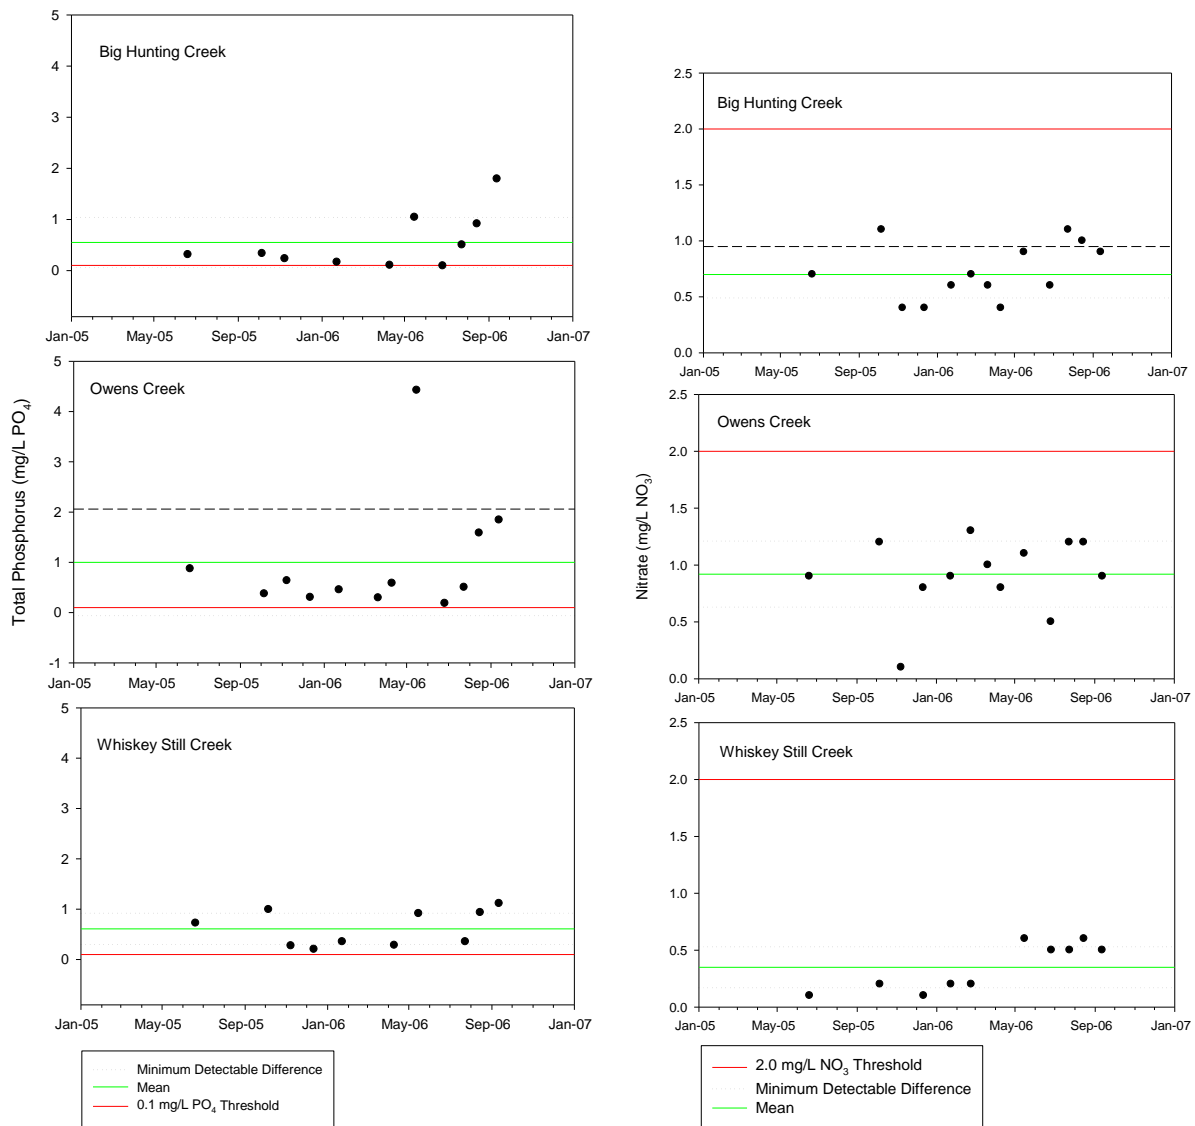 Total Phosphorus (mg/L PO4)
Big Hunting Creek
5
4
3
2
1
0
Jan-05 May-05 Sep-05 Jan-06 May-06 Sep-06 Jan-07
Owens Creek
5
4
3
2
1
0
-1
Jan-05 May-05 Sep-05 Jan-06 May-06 Sep-06 Jan-07
Whiskey Still Creek
5
4
3
2
1
0
Jan-05 May-05 Sep-05 Jan-06 May-06 Sep-06 Jan-07
Minimum Detectable Difference
Mean
0.1 mg/L PO4 Threshold
Nitrate (mg/L NO3)
Big Hunting Creek
2.5
2.0
1.5
1.0
0.5
0.0
Jan-05 May-05 Sep-05 Jan-06 May-06 Sep-06 Jan-07
Owens Creek
2.5
2.0
1.5
1.0
0.5
0.0
Jan-05 May-05 Sep-05 Jan-06 May-06 Sep-06 Jan-07
Whiskey Still Creek
2.5
2.0
1.5
1.0
0.5
0.0
Jan-05 May-05 Sep-05 Jan-06 May-06 Sep-06 Jan-07
2.0 mg/L NO3 Threshold
Minimum Detectable Difference
Mean